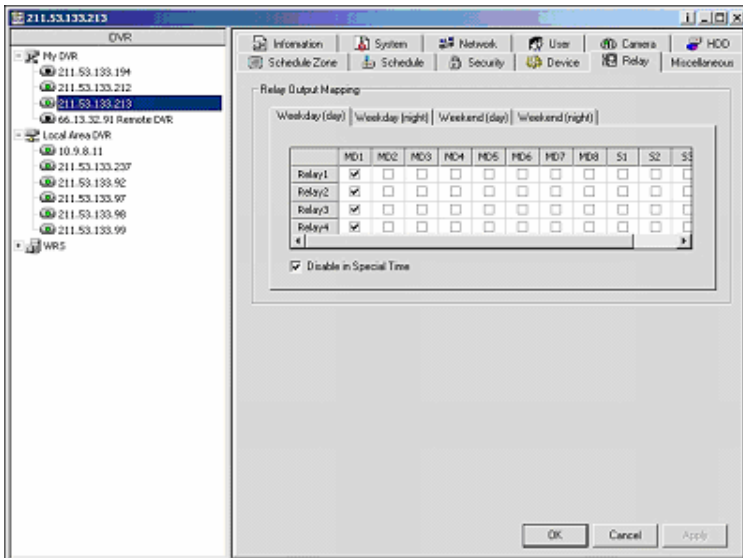 211.53.133.213
DVR
My DVR
211.53.133.194
211.53.133.212
211.53.133.213
66.13.32.91 Remote DVR
Local Area DVR
10.9.8.11
211.53.133.237
211.53.133.92
211.53.133.97
211.53.133.98
211.53.133.99
WRS
Information System Network User Camera HDD
Schedule Zone Schedule Security Device Relay Miscellaneous
Relay Output Mapping
Weekday (day) Weekday (night) Weekend (day) Weekend (night)
MD1 MD2 MD3 MD4 MD5 MD6 MD7 MD8 S1 S2 S3
Relay1
Relay2
Relay3
Relay4
Disable in Special Time
OK Cancel Apply